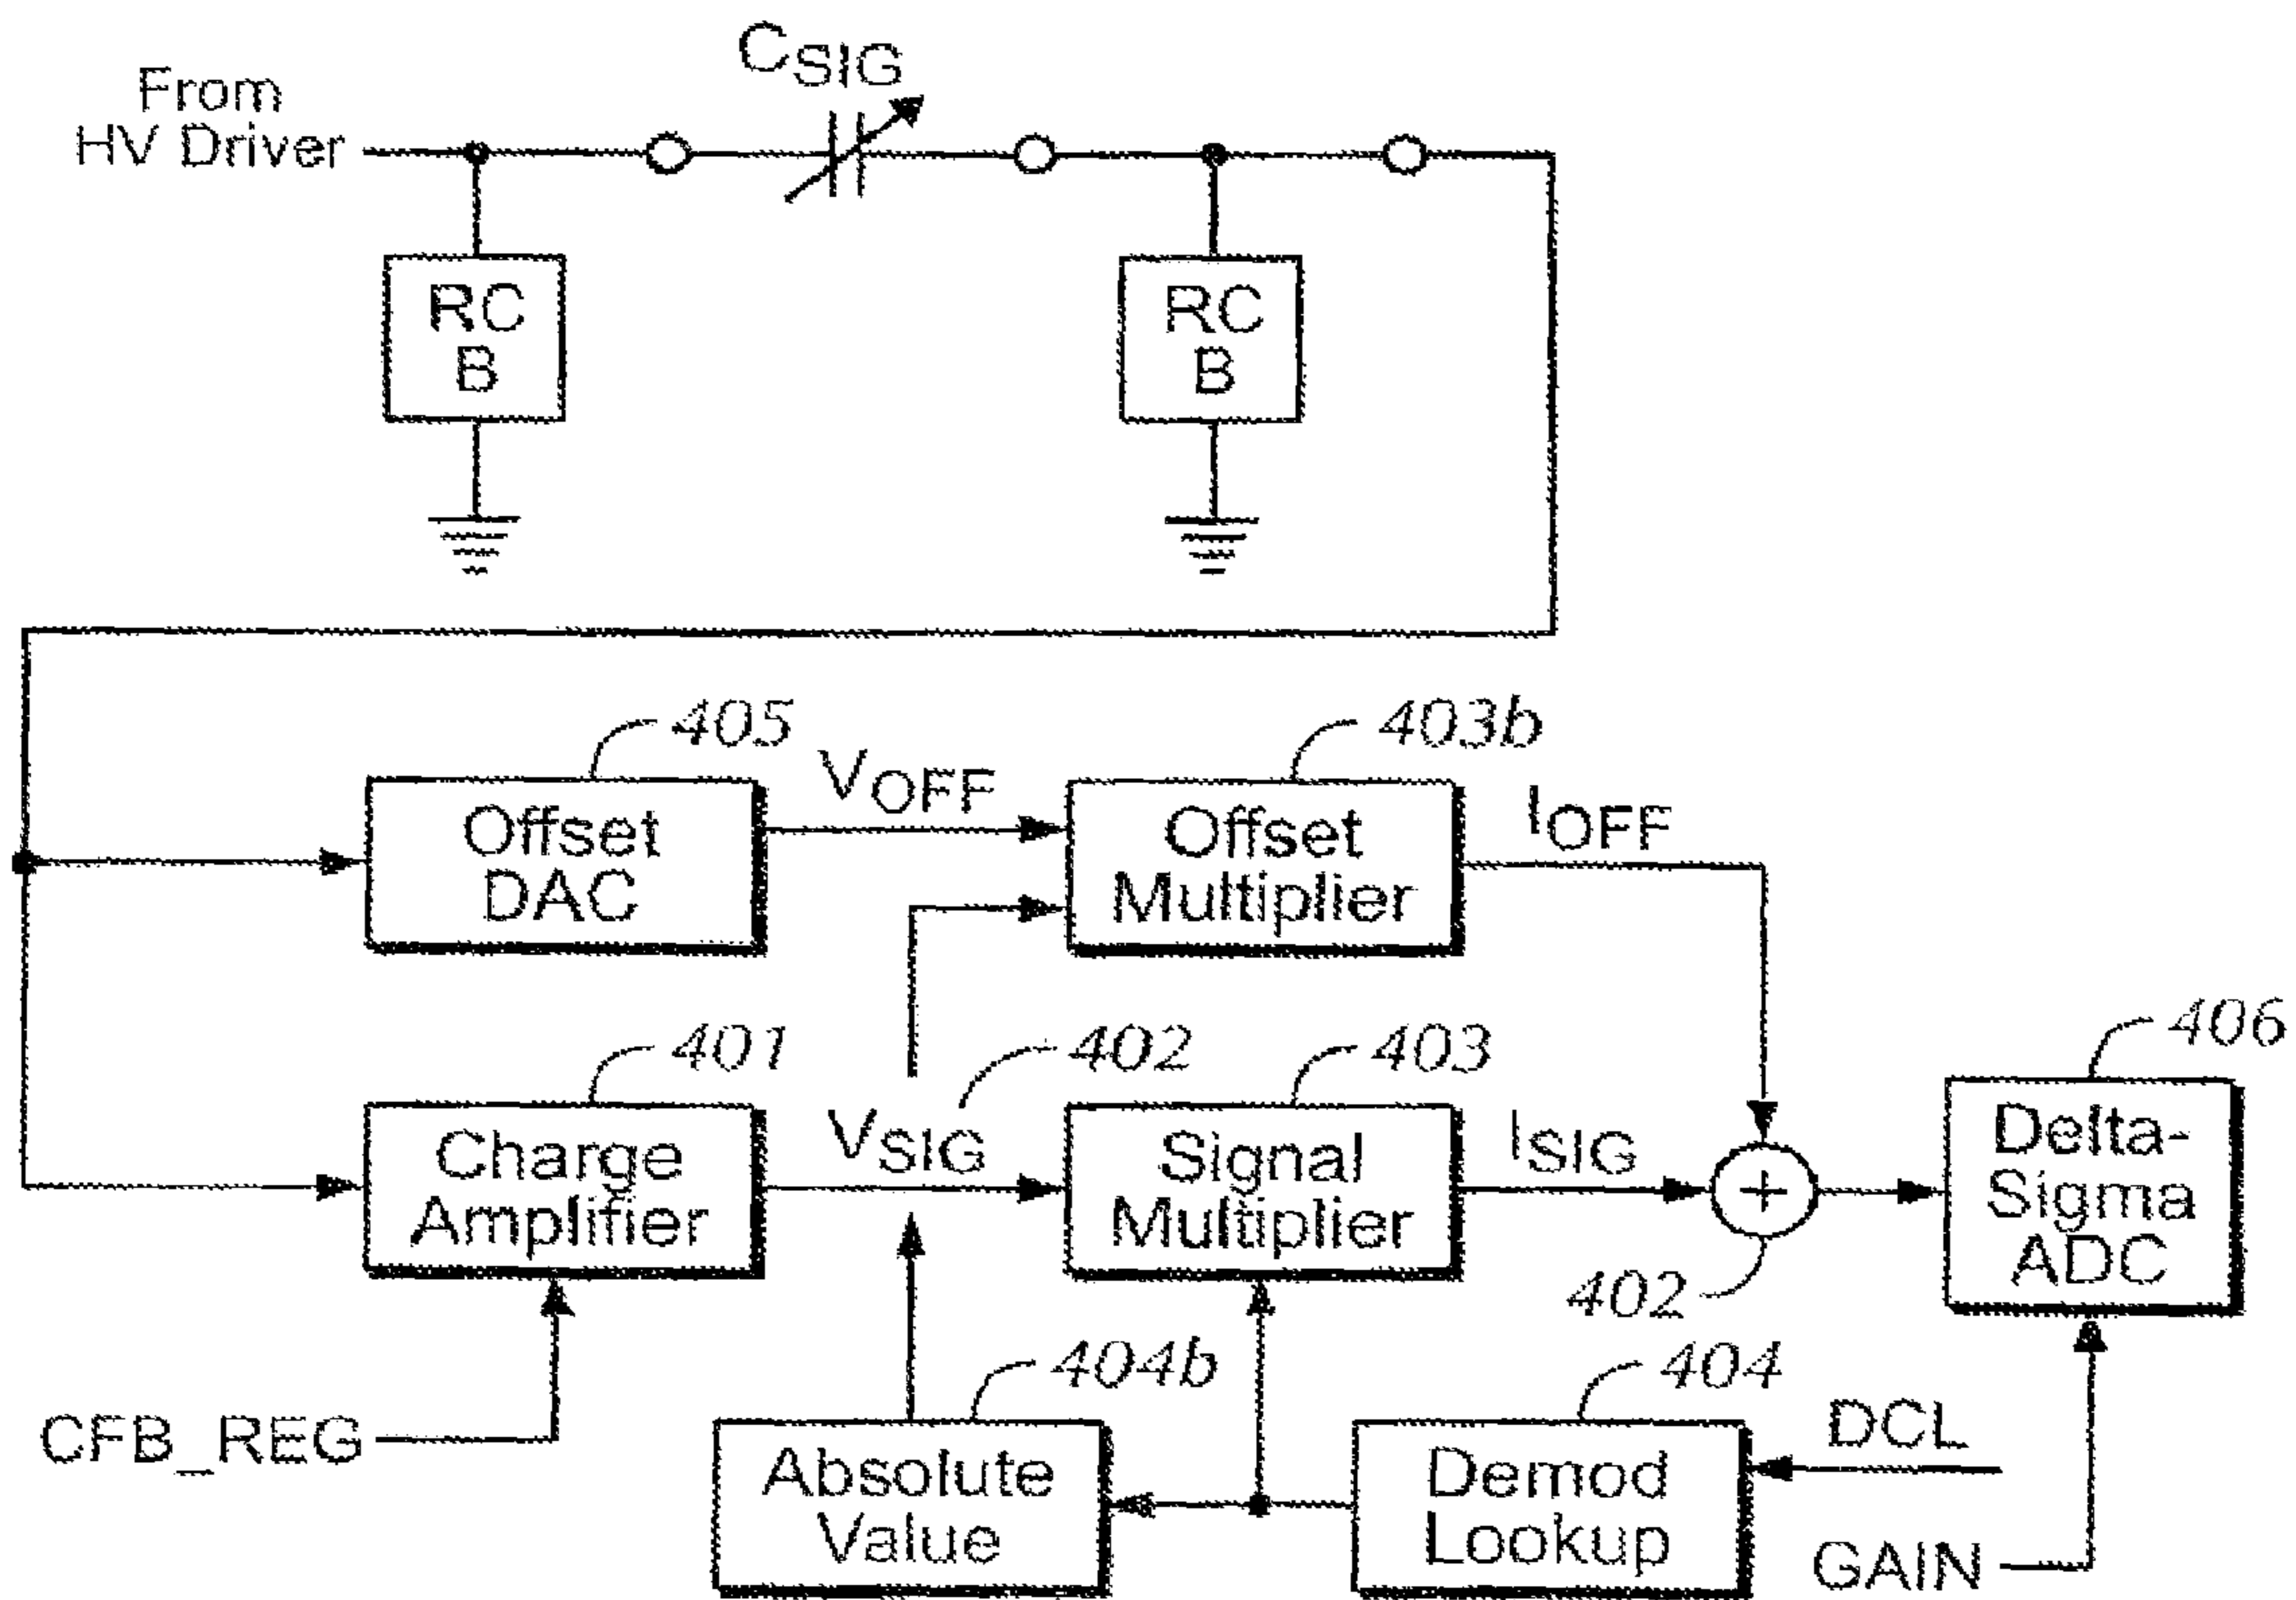 CSIG
From
HV Driver
RC
B
RC
B
405
403b
VOFF
IOFF
Offset
DAC
Offset
Multiplier
401
402
403
406
Charge
Amplifier
VSIG
Signal
Multiplier
ISIG
+
Delta-
Sigma
ADC
402
404b
404
CFB_REG
Absolute
Value
Demod
Lookup
DCL
GAIN